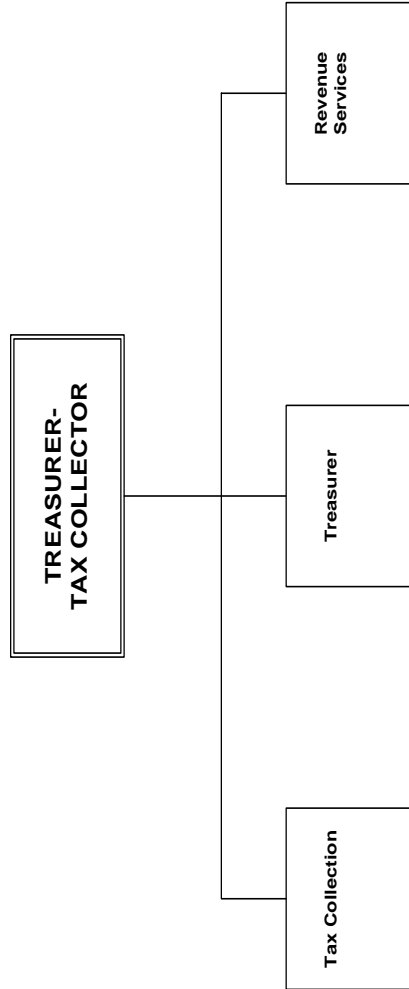 TREASURER-
TAX COLLECTOR
Tax Collection
Treasurer
Revenue
Services